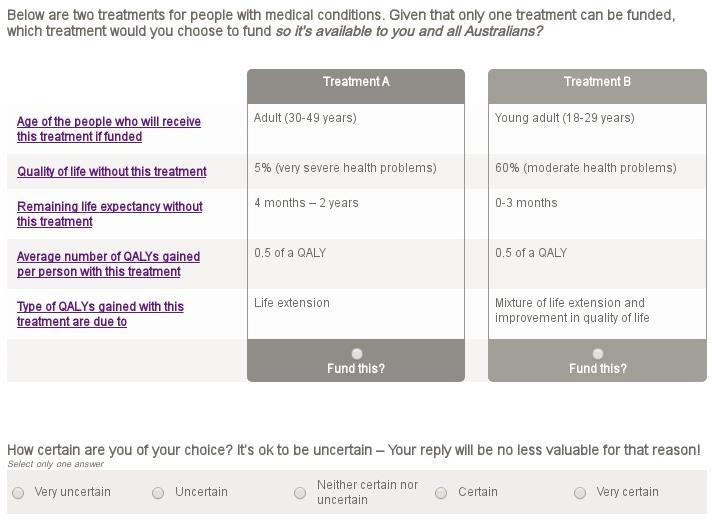 Below are two treatments for people with medical conditions. Given that only one treatment can be funded,
which treatment would you choose to fund so it's available to you and all Australians?
Treatment A
Treatment B
Age of the people who will receive
this treatment if funded
Adult (30-49 years)
Young adult (18-29 years)
Quality of life without this treatment
5% (very severe health problems)
60% (moderate health problems)
Remaining life expectancy without
this treatment
4 months – 2 years
0-3 months
Average number of QALYs gained
per person with this treatment
0.5 of a QALY
0.5 of a QALY
Type of QALYs gained with this
treatment are due to
Life extension
Mixture of life extension and
improvement in quality of life
Fund this?
Fund this?
How certain are you of your choice? It's ok to be uncertain – Your reply will be no less valuable for that reason!
Select only one answer
Very uncertain
Uncertain
Neither certain nor
uncertain
Certain
Very certain